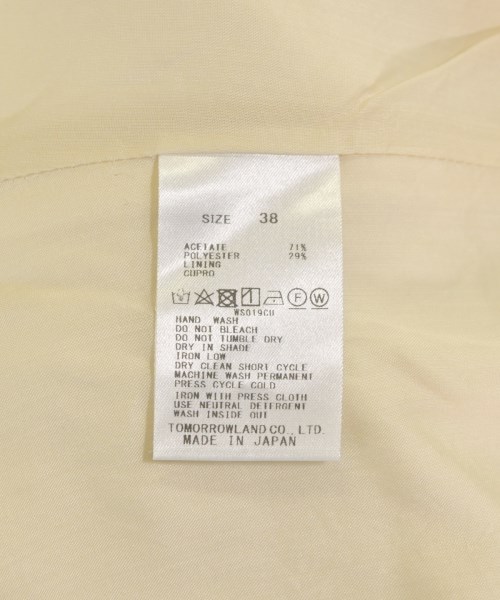 SIZE 38
ACETATE 71%
POLYESTER 29%
LINING
CUPRO
F W
WS019CU
HAND WASH
DO NOT BLEACH
DO NOT TUMBLE DRY
DRY IN SHADE
IRON LOW
DRY CLEAN SHORT CYCLE
MACHINE WASH PERMANENT
PRESS CYCLE COLD
IRON WITH PRESS CLOTH
USE NEUTRAL DETERGENT
WASH INSIDE OUT
TOMORROWLAND CO., LTD.
MADE IN JAPAN